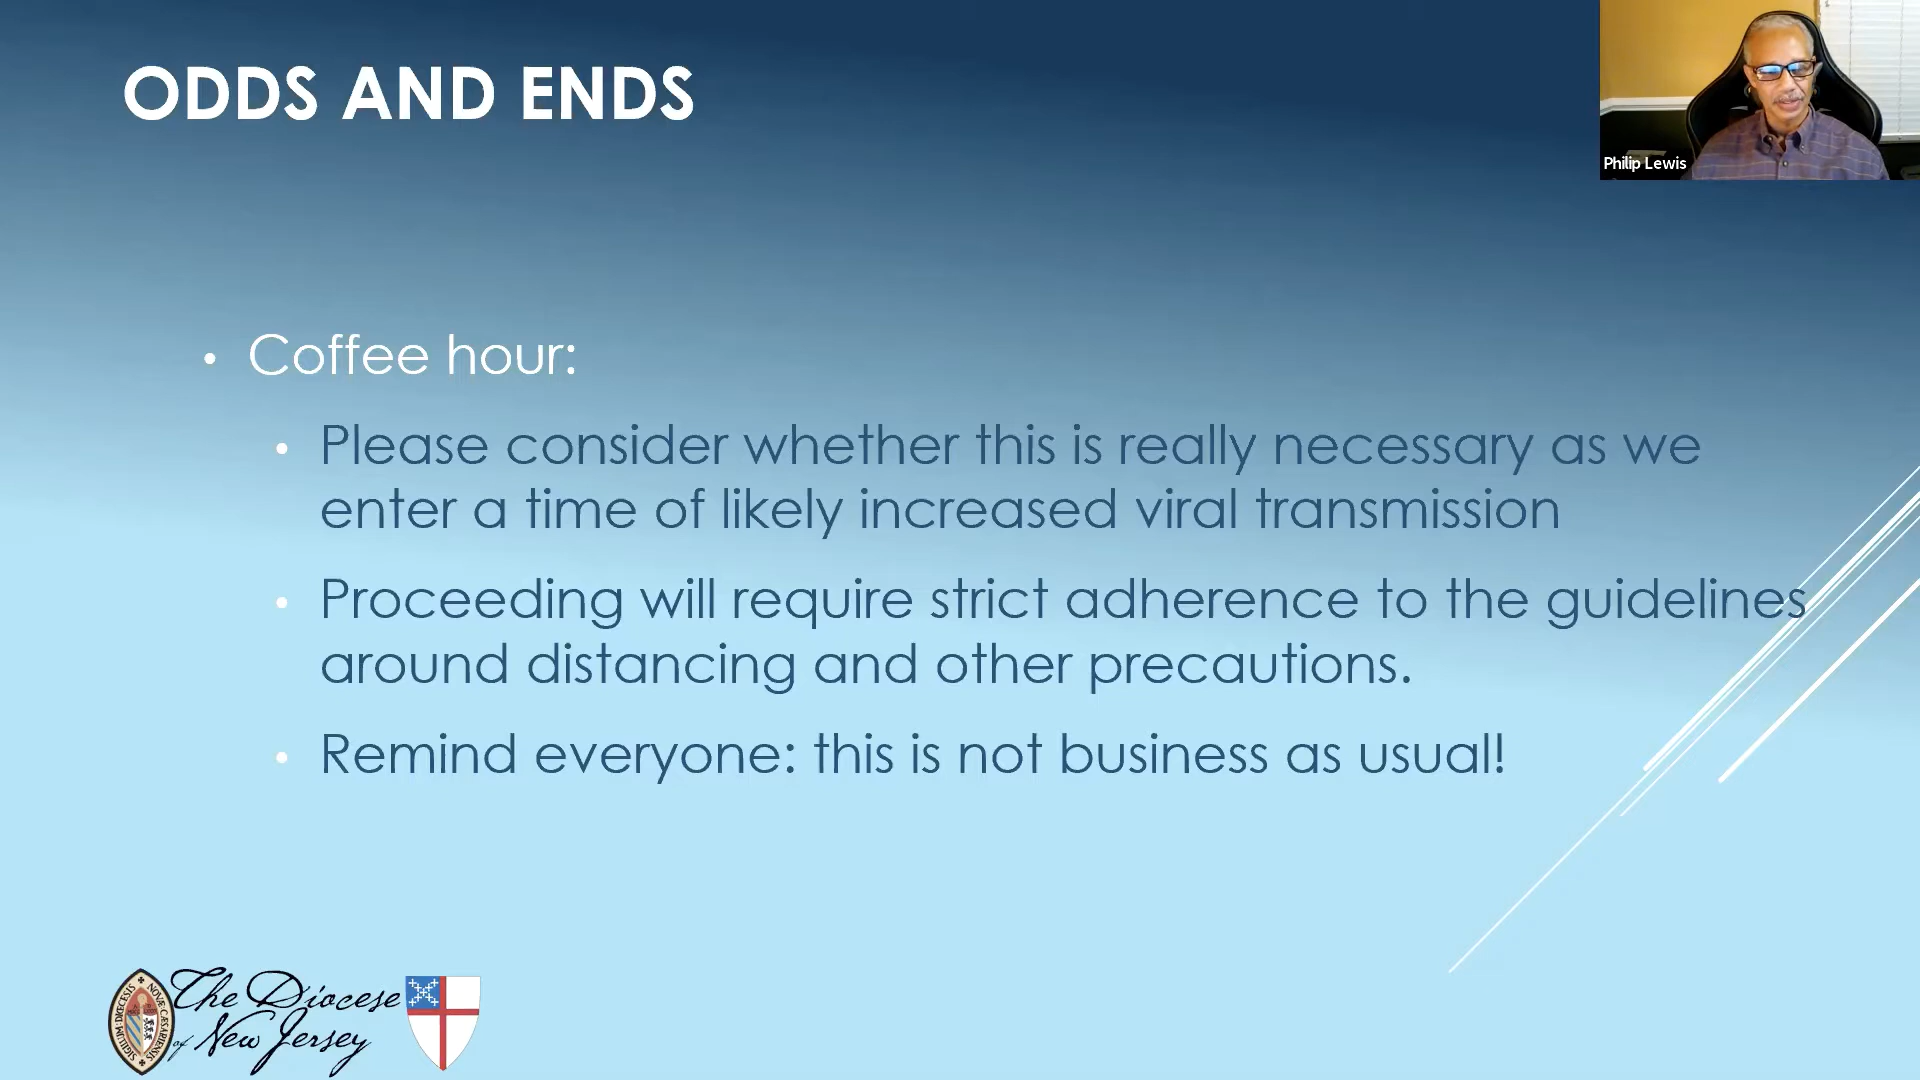 ODDS AND ENDS
Philip Lewis
• Coffee hour:
• Please consider whether this is really necessary as we
enter a time of likely increased viral transmission
• Proceeding will require strict adherence to the guidelines
around distancing and other precautions.
• Remind everyone: this is not business as usual!
The Diocese
of New Jersey